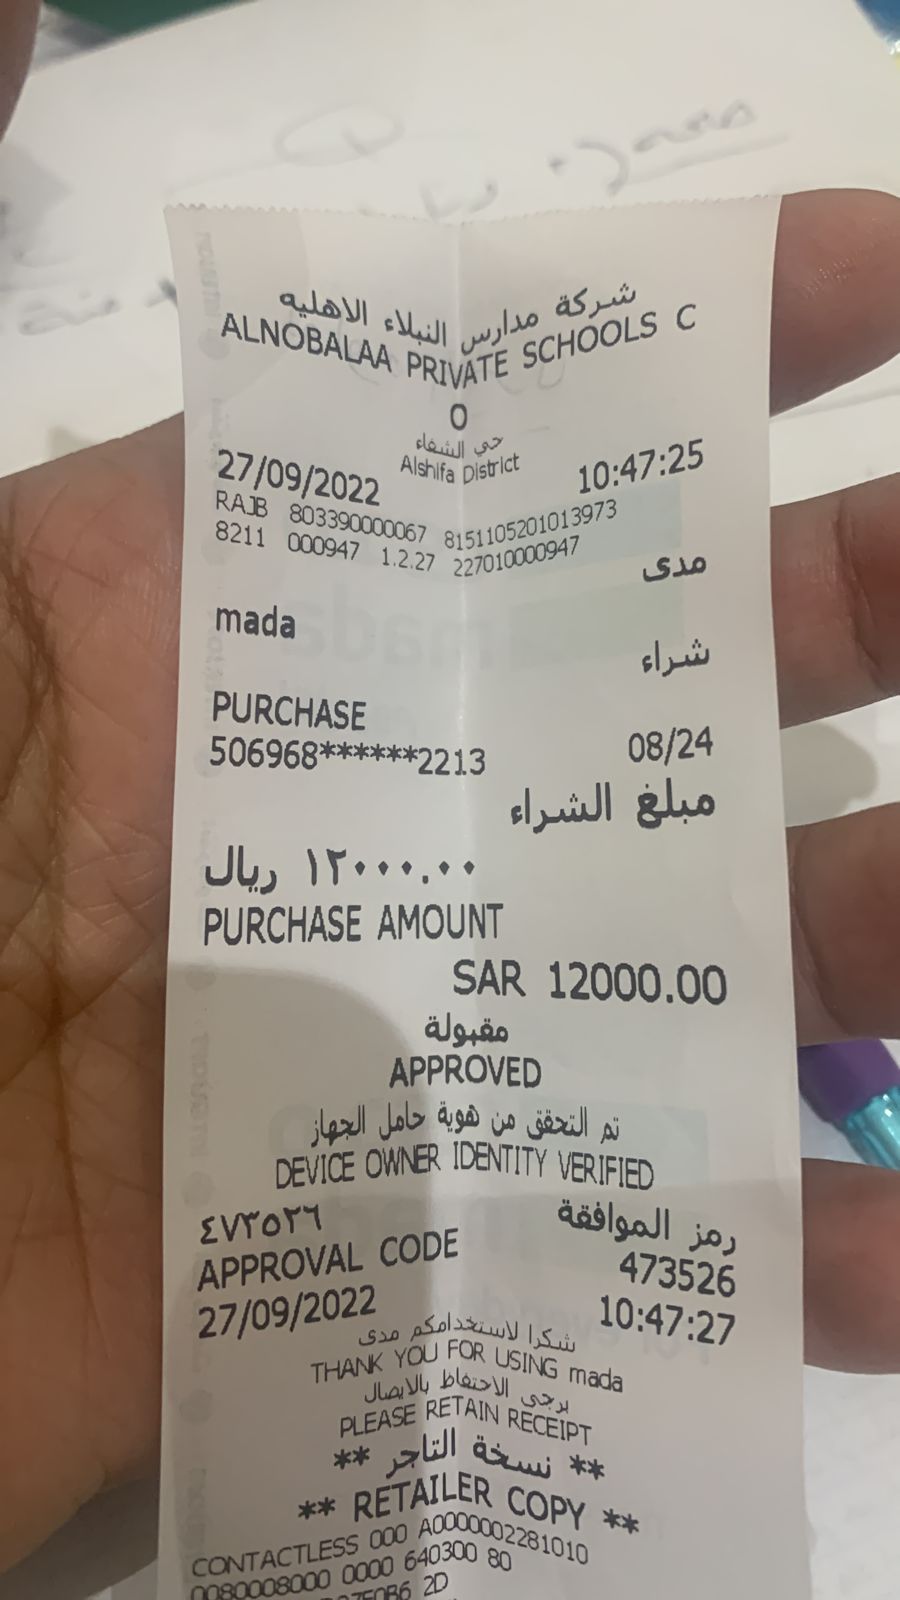 شركة مدارس النبلاء الاهليه
ALNOBALAA PRIVATE SCHOOLS C
O
حي الشفاء
Alshifa District
27/09/2022 10:47:25
RAJB 803390000067 8151105201013973
8211 000947 1.2.27 227010000947
مدى
mada
شراء
PURCHASE
506968******2213 08/24
مبلغ الشراء
١٢٠٠٠.٠٠ ريال
PURCHASE AMOUNT
SAR 12000.00
مقبولة
APPROVED
تم التحقق من هوية حامل الجهاز
DEVICE OWNER IDENTITY VERIFIED
رمز الموافقة ٤٧٣٥٢٦
APPROVAL CODE 473526
27/09/2022 10:47:27
شكرا لاستخدامكم مدى
THANK YOU FOR USING mada
يرجى الاحتفاظ بالايصال
PLEASE RETAIN RECEIPT
** نسخة التاجر **
** RETAILER COPY **
CONTACTLESS 000 A0000002281010
0080008000 0000 640300 80
2D